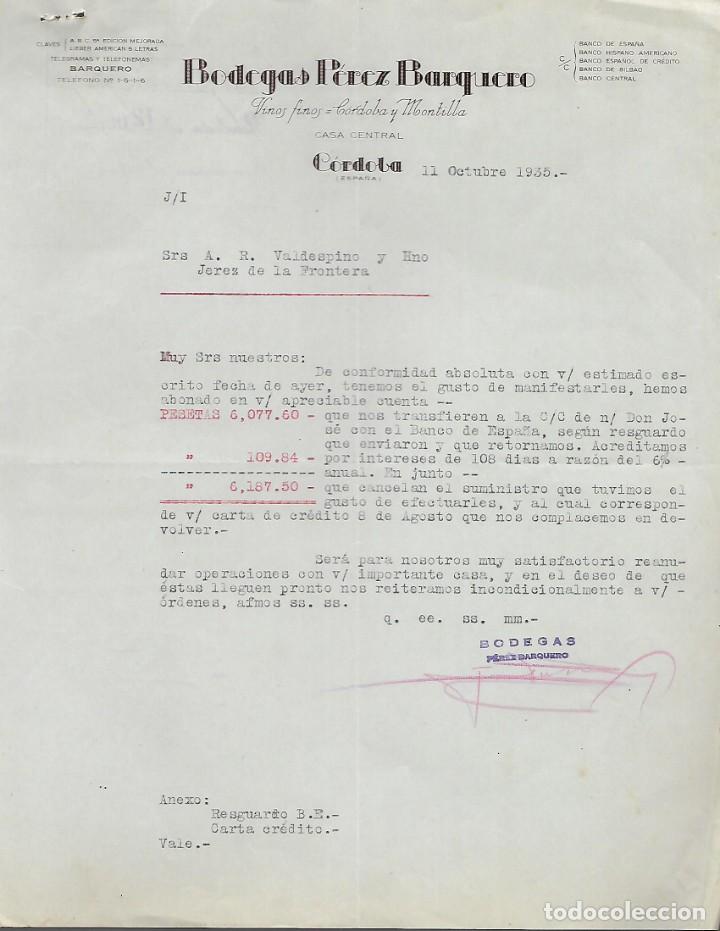 CLAVES
A.B.C. 5ª EDICION MEJORADA
LIEBER AMERICAN 5 LETRAS
TELEGRAMAS Y TELEFONEMAS
BARQUERO
TELEFONO Nº 1-6-1-6
Bodegas Pérez Barquero
Vinos finos = Córdoba y Montilla
CASA CENTRAL
Córdoba
(ESPAÑA)
C/C
BANCO DE ESPAÑA
BANCO HISPANO AMERICANO
BANCO ESPAÑOL DE CRÉDITO
BANCO DE BILBAO
BANCO CENTRAL
11 Octubre 1935.-
J/I
Srs A. R. Valdespino y Hno
Jerez de la Frontera
Muy Srs nuestros:
De conformidad absoluta con v/ estimado es-
crito fecha de ayer, tenemos el gusto de manifestarles, hemos
abonado en v/ apreciable cuenta --
PESETAS 6,077.60 - que nos transfieren a la C/C de n/ Don Jo-
sé con el Banco de España, según resguardo
que enviaron y que retornamos. Acreditamos
" 109.84 - por intereses de 108 dias a razón del 6% -
------------------ anual. En junto --
" 6,187.50 - que cancelan el suministro que tuvimos el
================== gusto de efectuarles, y al cual correspon-
de v/ carta de crédito 8 de Agosto que nos complacemos en de-
volver.-
Será para nosotros muy satisfactorio reanu-
dar operaciones con v/ importante casa, y en el deseo de que
éstas lleguen pronto nos reiteramos incondicionalmente a v/ -
órdenes, afmos ss. ss.
q. ee. ss. mm.-
BODEGAS
PÉREZ BARQUERO
Anexo:
Resguardo B.E.-
Carta crédito.-
Vale.-
todocoleccion
todocoleccion.net